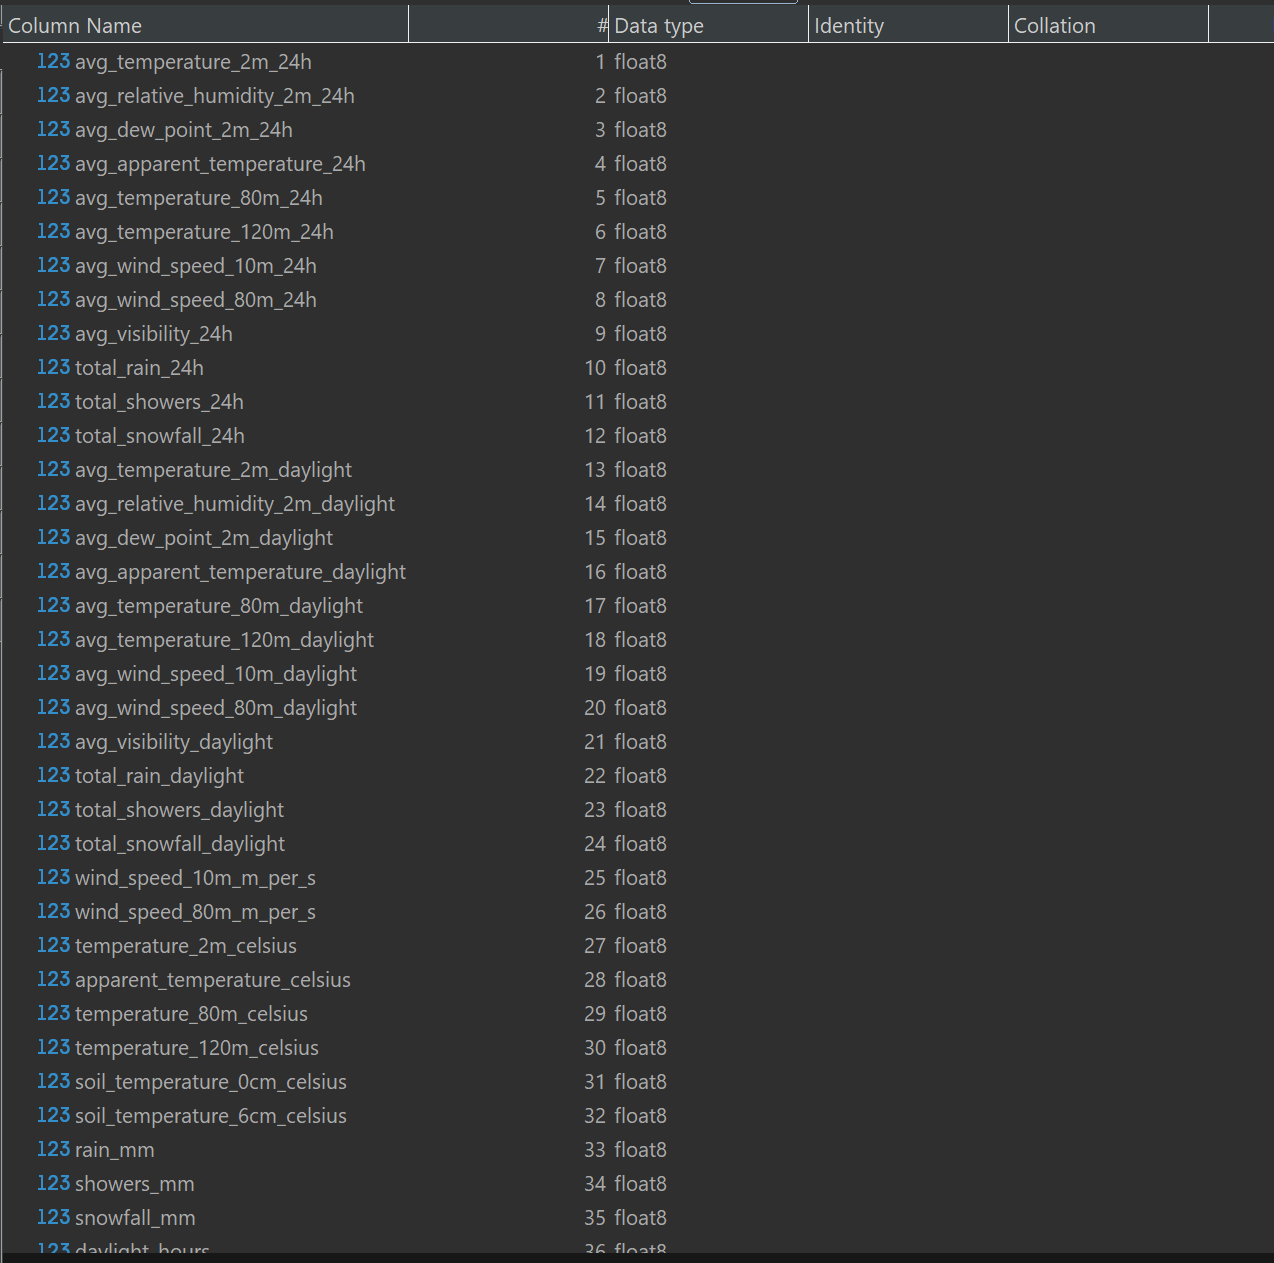 Column Name # Data type Identity Collation
123 avg_temperature_2m_24h 1 float8
123 avg_relative_humidity_2m_24h 2 float8
123 avg_dew_point_2m_24h 3 float8
123 avg_apparent_temperature_24h 4 float8
123 avg_temperature_80m_24h 5 float8
123 avg_temperature_120m_24h 6 float8
123 avg_wind_speed_10m_24h 7 float8
123 avg_wind_speed_80m_24h 8 float8
123 avg_visibility_24h 9 float8
123 total_rain_24h 10 float8
123 total_showers_24h 11 float8
123 total_snowfall_24h 12 float8
123 avg_temperature_2m_daylight 13 float8
123 avg_relative_humidity_2m_daylight 14 float8
123 avg_dew_point_2m_daylight 15 float8
123 avg_apparent_temperature_daylight 16 float8
123 avg_temperature_80m_daylight 17 float8
123 avg_temperature_120m_daylight 18 float8
123 avg_wind_speed_10m_daylight 19 float8
123 avg_wind_speed_80m_daylight 20 float8
123 avg_visibility_daylight 21 float8
123 total_rain_daylight 22 float8
123 total_showers_daylight 23 float8
123 total_snowfall_daylight 24 float8
123 wind_speed_10m_m_per_s 25 float8
123 wind_speed_80m_m_per_s 26 float8
123 temperature_2m_celsius 27 float8
123 apparent_temperature_celsius 28 float8
123 temperature_80m_celsius 29 float8
123 temperature_120m_celsius 30 float8
123 soil_temperature_0cm_celsius 31 float8
123 soil_temperature_6cm_celsius 32 float8
123 rain_mm 33 float8
123 showers_mm 34 float8
123 snowfall_mm 35 float8
123 daylight_hours 36 float8